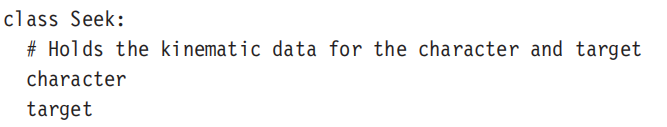 class Seek:
# Holds the kinematic data for the character and target
character
target